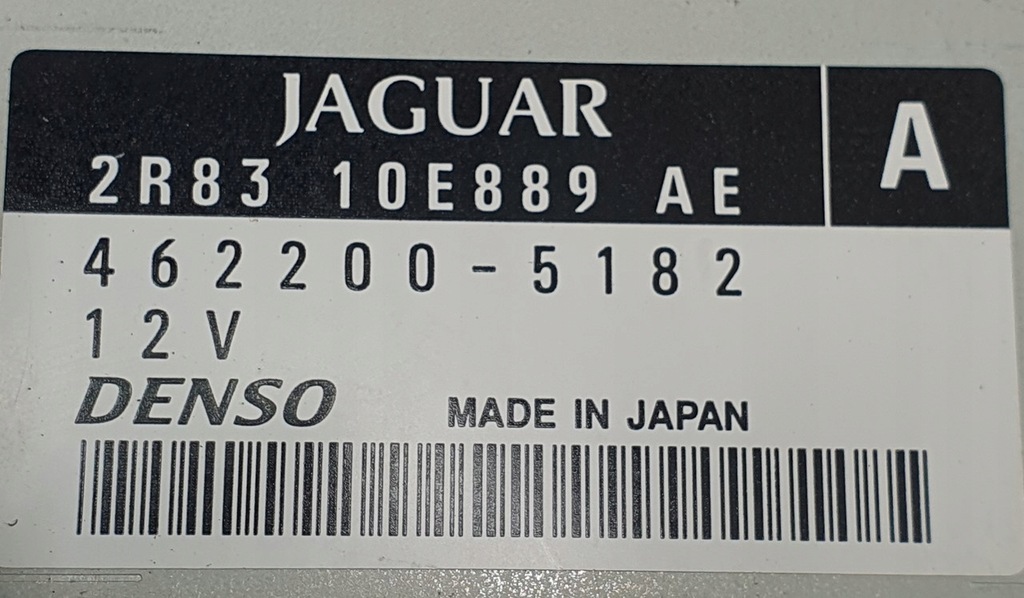 JAGUAR
A
2R83 10E889 AE
462200-5182
12V
DENSO MADE IN JAPAN